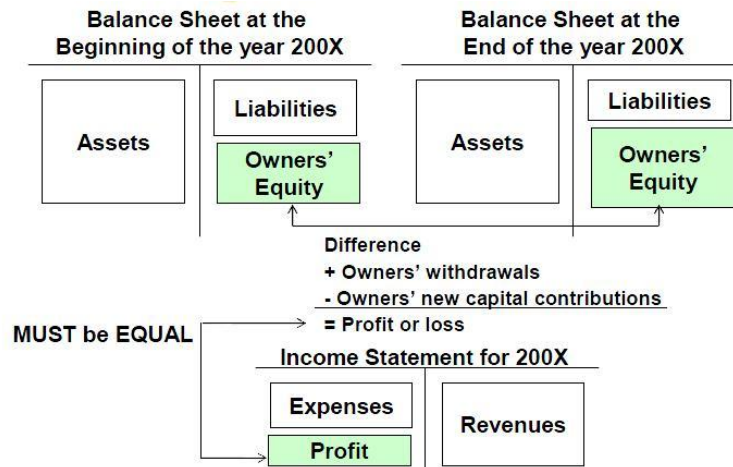 Balance Sheet at the
Beginning of the year 200X
Balance Sheet at the
End of the year 200X
Assets
Liabilities
Owners'
Equity
Assets
Liabilities
Owners'
Equity
Difference
+ Owners' withdrawals
- Owners' new capital contributions
= Profit or loss
MUST be EQUAL
Income Statement for 200X
Expenses
Profit
Revenues